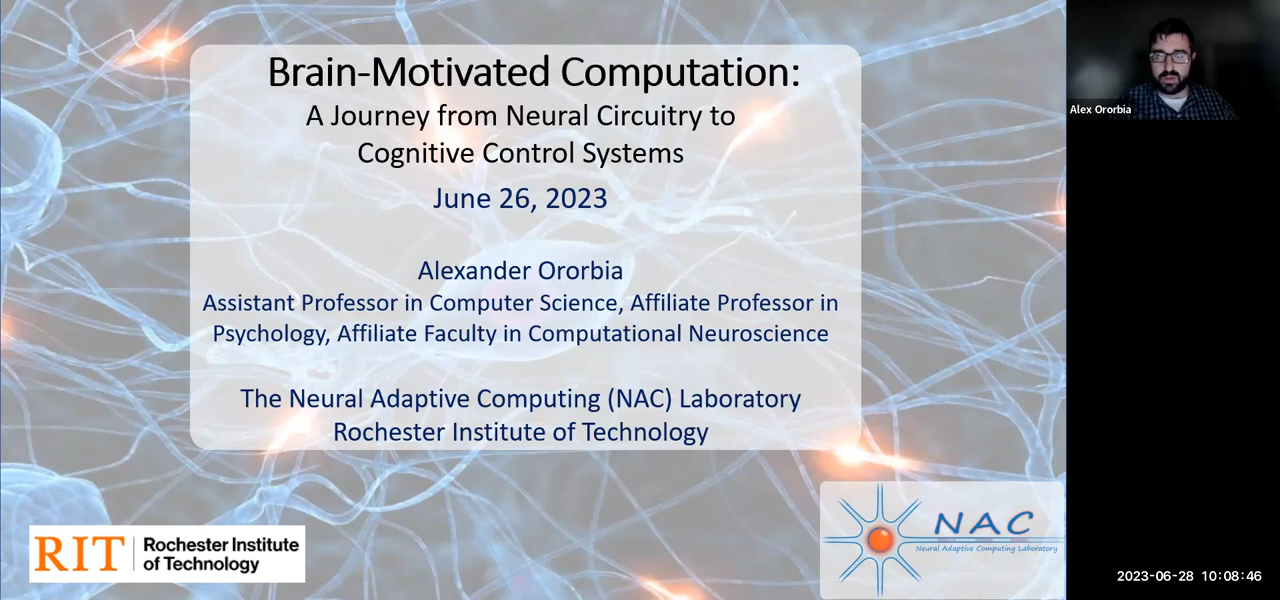 Brain-Motivated Computation:
A Journey from Neural Circuitry to
Cognitive Control Systems
June 26, 2023
Alexander Ororbia
Assistant Professor in Computer Science, Affiliate Professor in
Psychology, Affiliate Faculty in Computational Neuroscience
The Neural Adaptive Computing (NAC) Laboratory
Rochester Institute of Technology
RIT
Rochester Institute
of Technology
NAC
Neural Adaptive Computing Laboratory
Alex Ororbia
2023-06-28 10:08:46